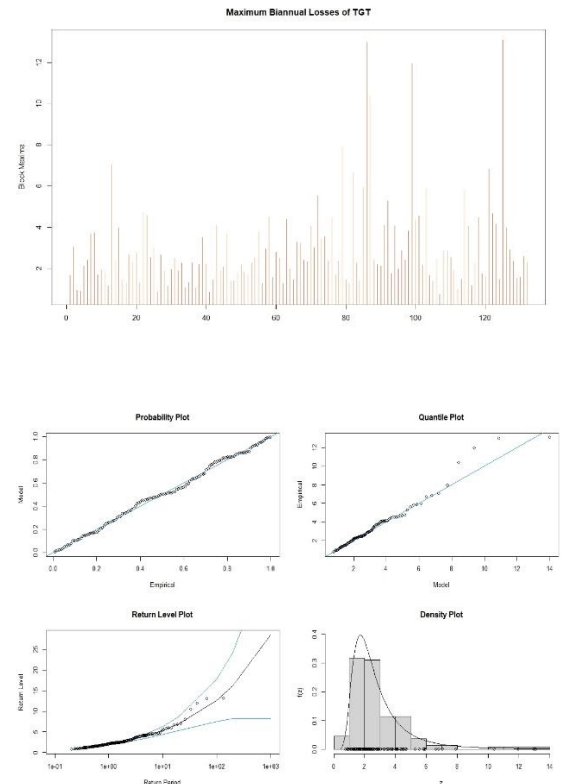 Maximum Biannual Losses of TGT
Block Maxima
12
10
8
6
4
2
0 20 40 60 80 100 120
Probability Plot
Model
1.0
0.8
0.6
0.4
0.2
0.0
0.0 0.2 0.4 0.6 0.8 1.0
Empirical
Quantile Plot
Empirical
12
10
8
6
4
2
2 4 6 8 10 12 14
Model
Return Level Plot
Return Level
25
20
15
10
5
0
1e-01 1e+00 1e+01 1e+02 1e+03
Return Period
Density Plot
f(z)
0.4
0.3
0.2
0.1
0.0
0 2 4 6 8 10 12 14
z